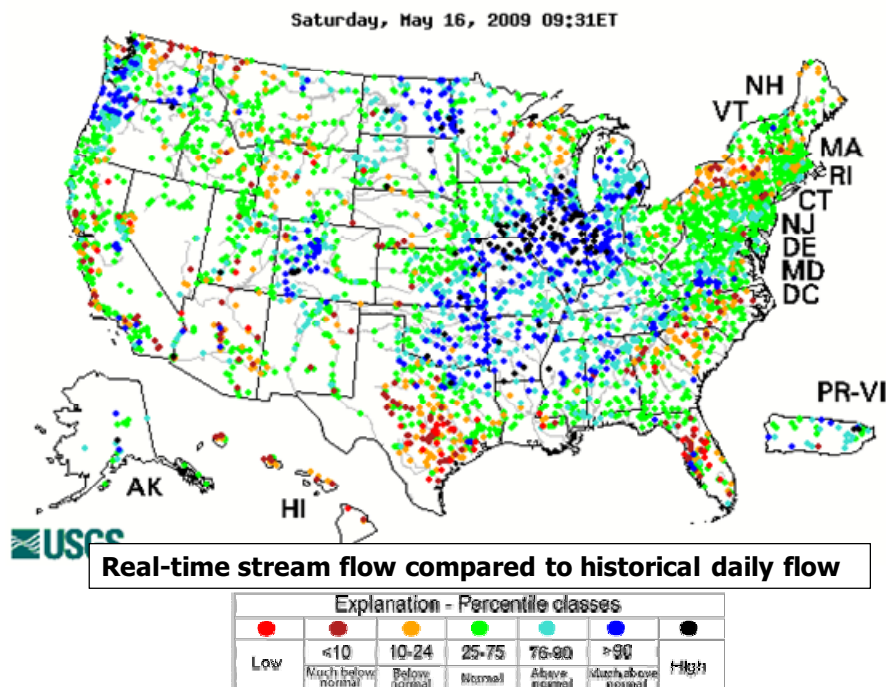 Saturday, May 16, 2009 09:31ET
NH
VT
MA
RI
CT
NJ
DE
MD
DC
PR-VI
AK
HI
USGS
Real-time stream flow compared to historical daily flow
Explanation - Percentile classes
Low <10 10-24 25-75 76-90 >90 High
Much below normal Below normal Normal Above normal Much above normal